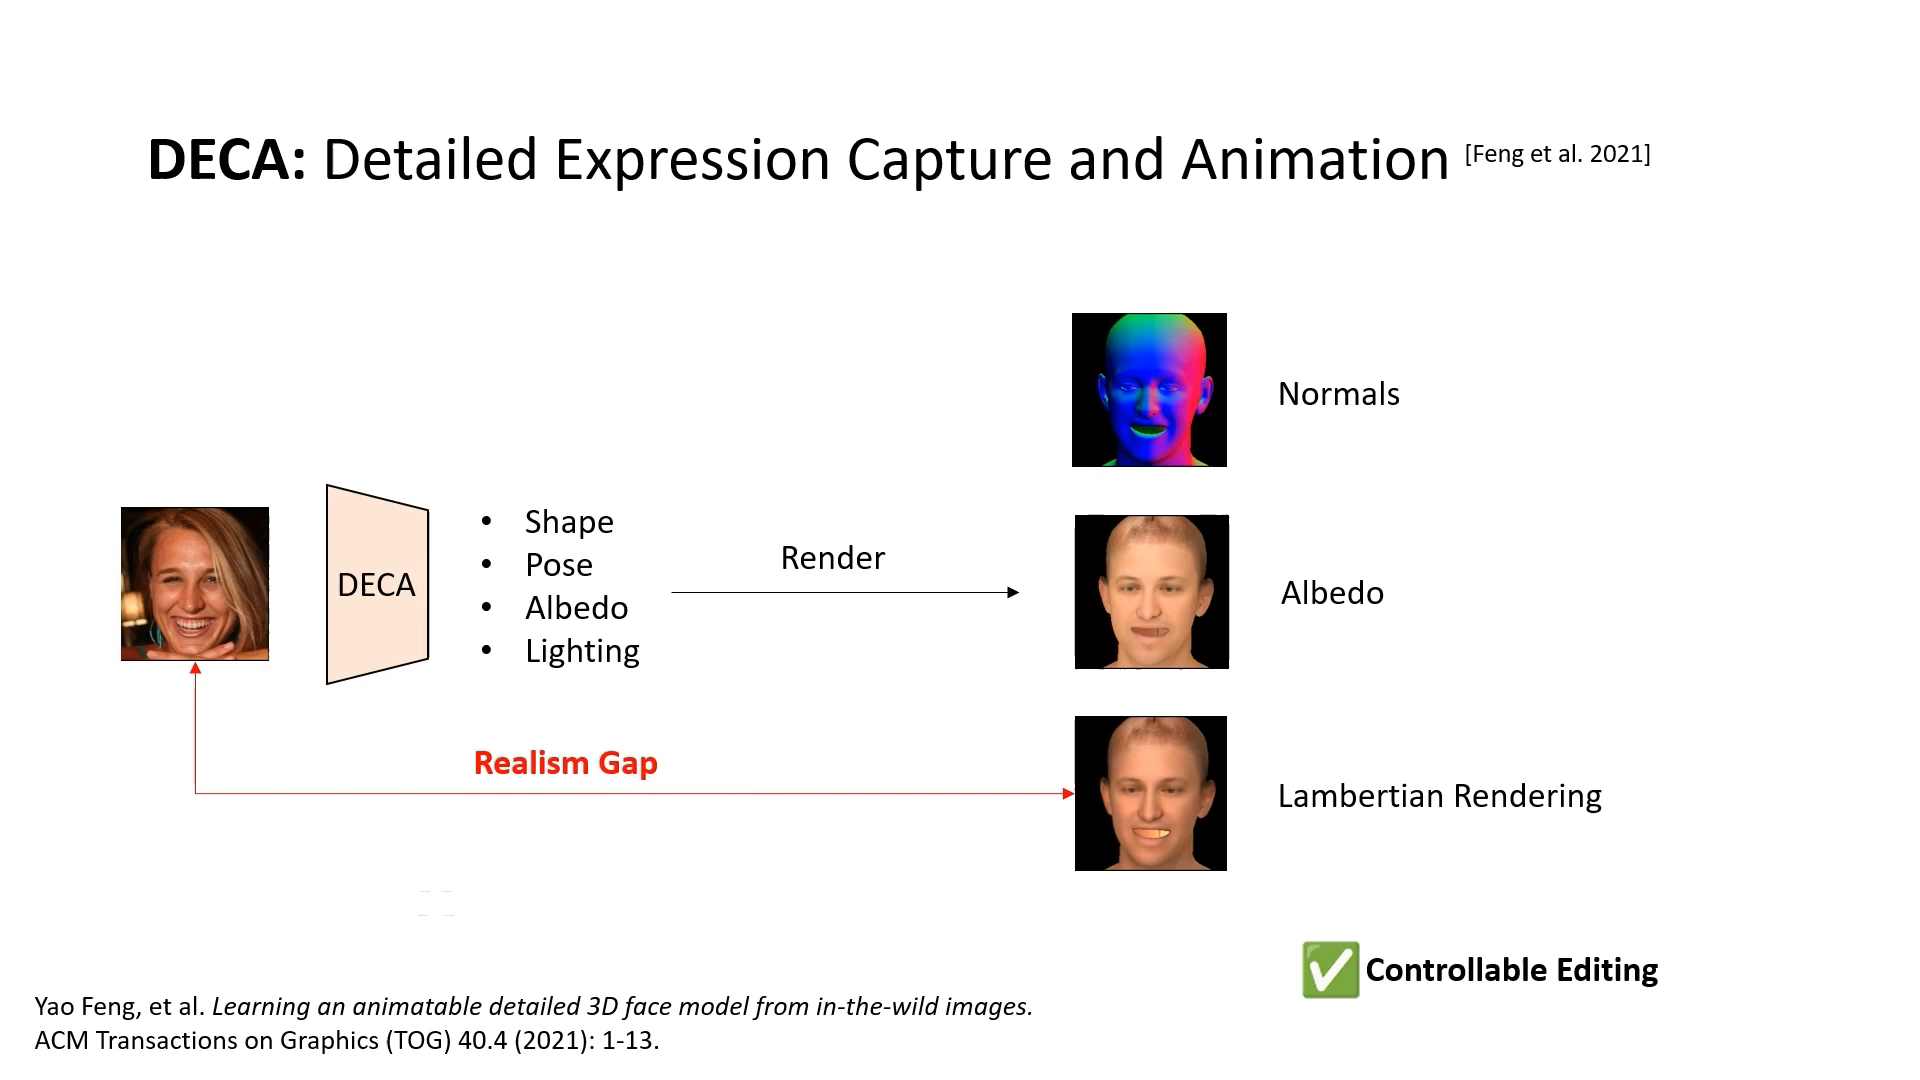 DECA: Detailed Expression Capture and Animation [Feng et al. 2021]
Normals
DECA
• Shape
• Pose
• Albedo
• Lighting
Render
Albedo
Realism Gap
Lambertian Rendering
✅ Controllable Editing
Yao Feng, et al. Learning an animatable detailed 3D face model from in-the-wild images.
ACM Transactions on Graphics (TOG) 40.4 (2021): 1-13.